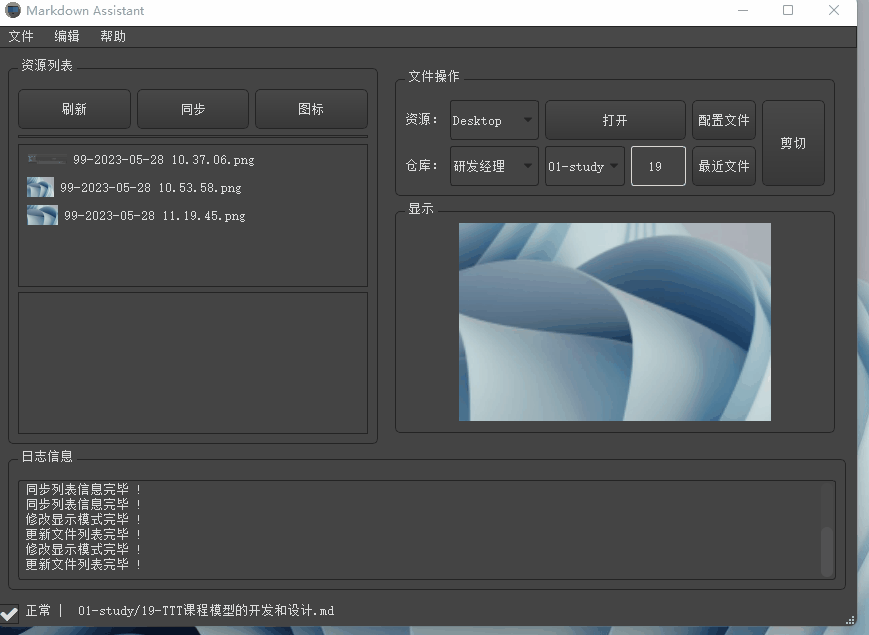 Markdown Assistant
文件 编辑 帮助
资源列表
刷新 同步 图标
99-2023-05-28 10.37.06.png
99-2023-05-28 10.53.58.png
99-2023-05-28 11.19.45.png
文件操作
资源： Desktop 打开 配置文件 剪切
仓库： 研发经理 01-study 19 最近文件
显示
日志信息
同步列表信息完毕 !
同步列表信息完毕 !
修改显示模式完毕 !
更新文件列表完毕 !
修改显示模式完毕 !
更新文件列表完毕 !
正常 | 01-study/19-TTT课程模型的开发和设计.md